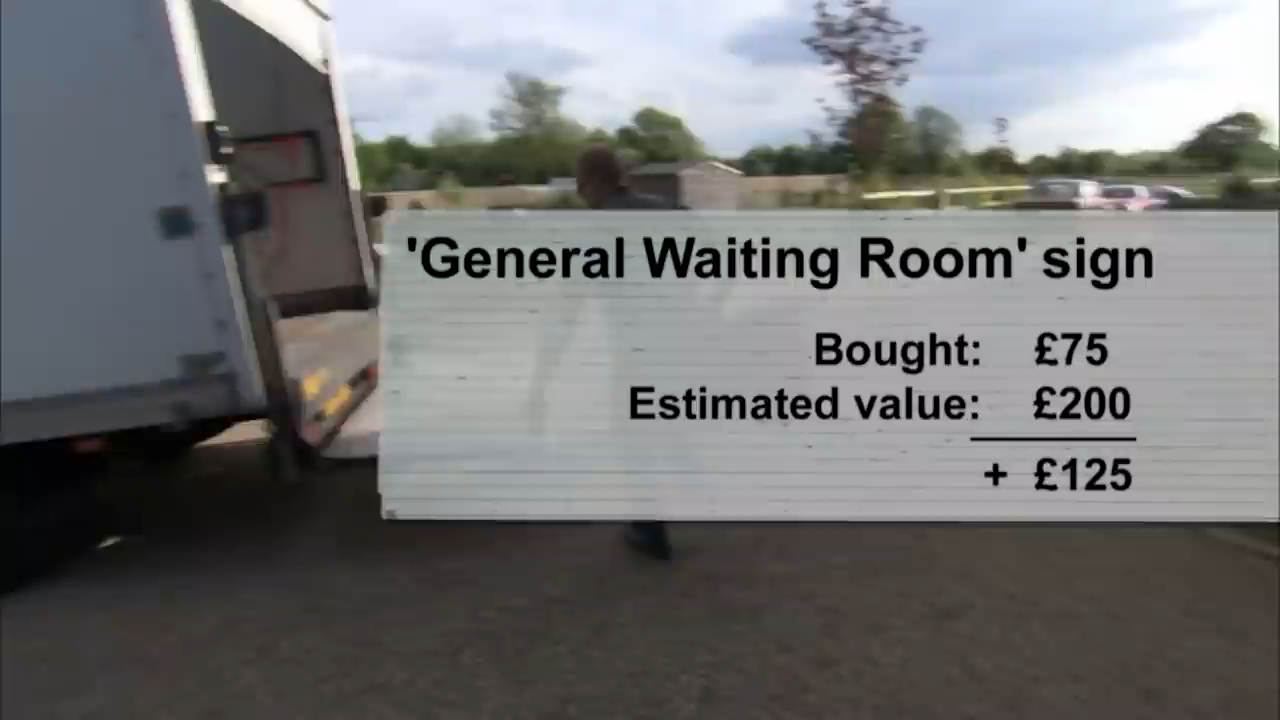 'General Waiting Room' sign
Bought: £75
Estimated value: £200
+ £125